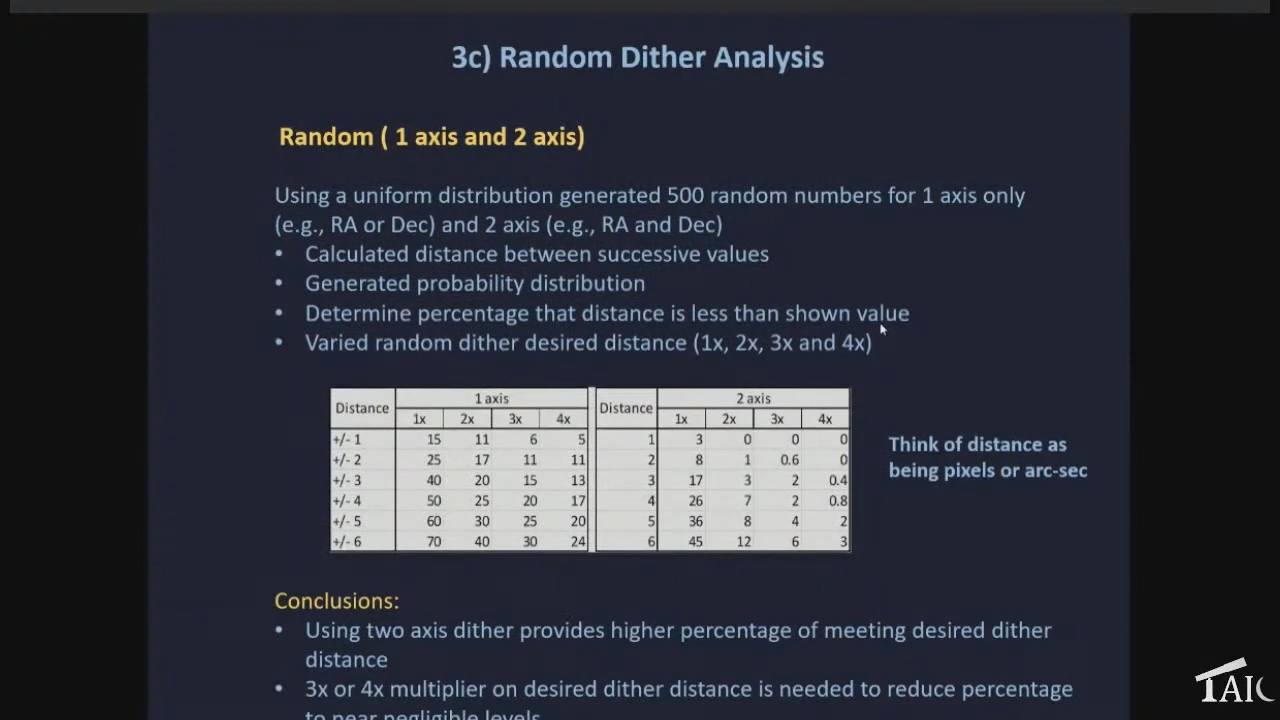 3c) Random Dither Analysis
Random ( 1 axis and 2 axis)
Using a uniform distribution generated 500 random numbers for 1 axis only
(e.g., RA or Dec) and 2 axis (e.g., RA and Dec)
• Calculated distance between successive values
• Generated probability distribution
• Determine percentage that distance is less than shown value
• Varied random dither desired distance (1x, 2x, 3x and 4x)
Distance 1 axis Distance 2 axis
1x 2x 3x 4x 1x 2x 3x 4x
+/- 1 15 11 6 5 1 3 0 0 0
+/- 2 25 17 11 11 2 8 1 0.6 0
+/- 3 40 20 15 13 3 17 3 2 0.4
+/- 4 50 25 20 17 4 26 7 2 0.8
+/- 5 60 30 25 20 5 36 8 4 2
+/- 6 70 40 30 24 6 45 12 6 3
Think of distance as
being pixels or arc-sec
Conclusions:
• Using two axis dither provides higher percentage of meeting desired dither
distance
• 3x or 4x multiplier on desired dither distance is needed to reduce percentage
to near negligible levels
TAIC